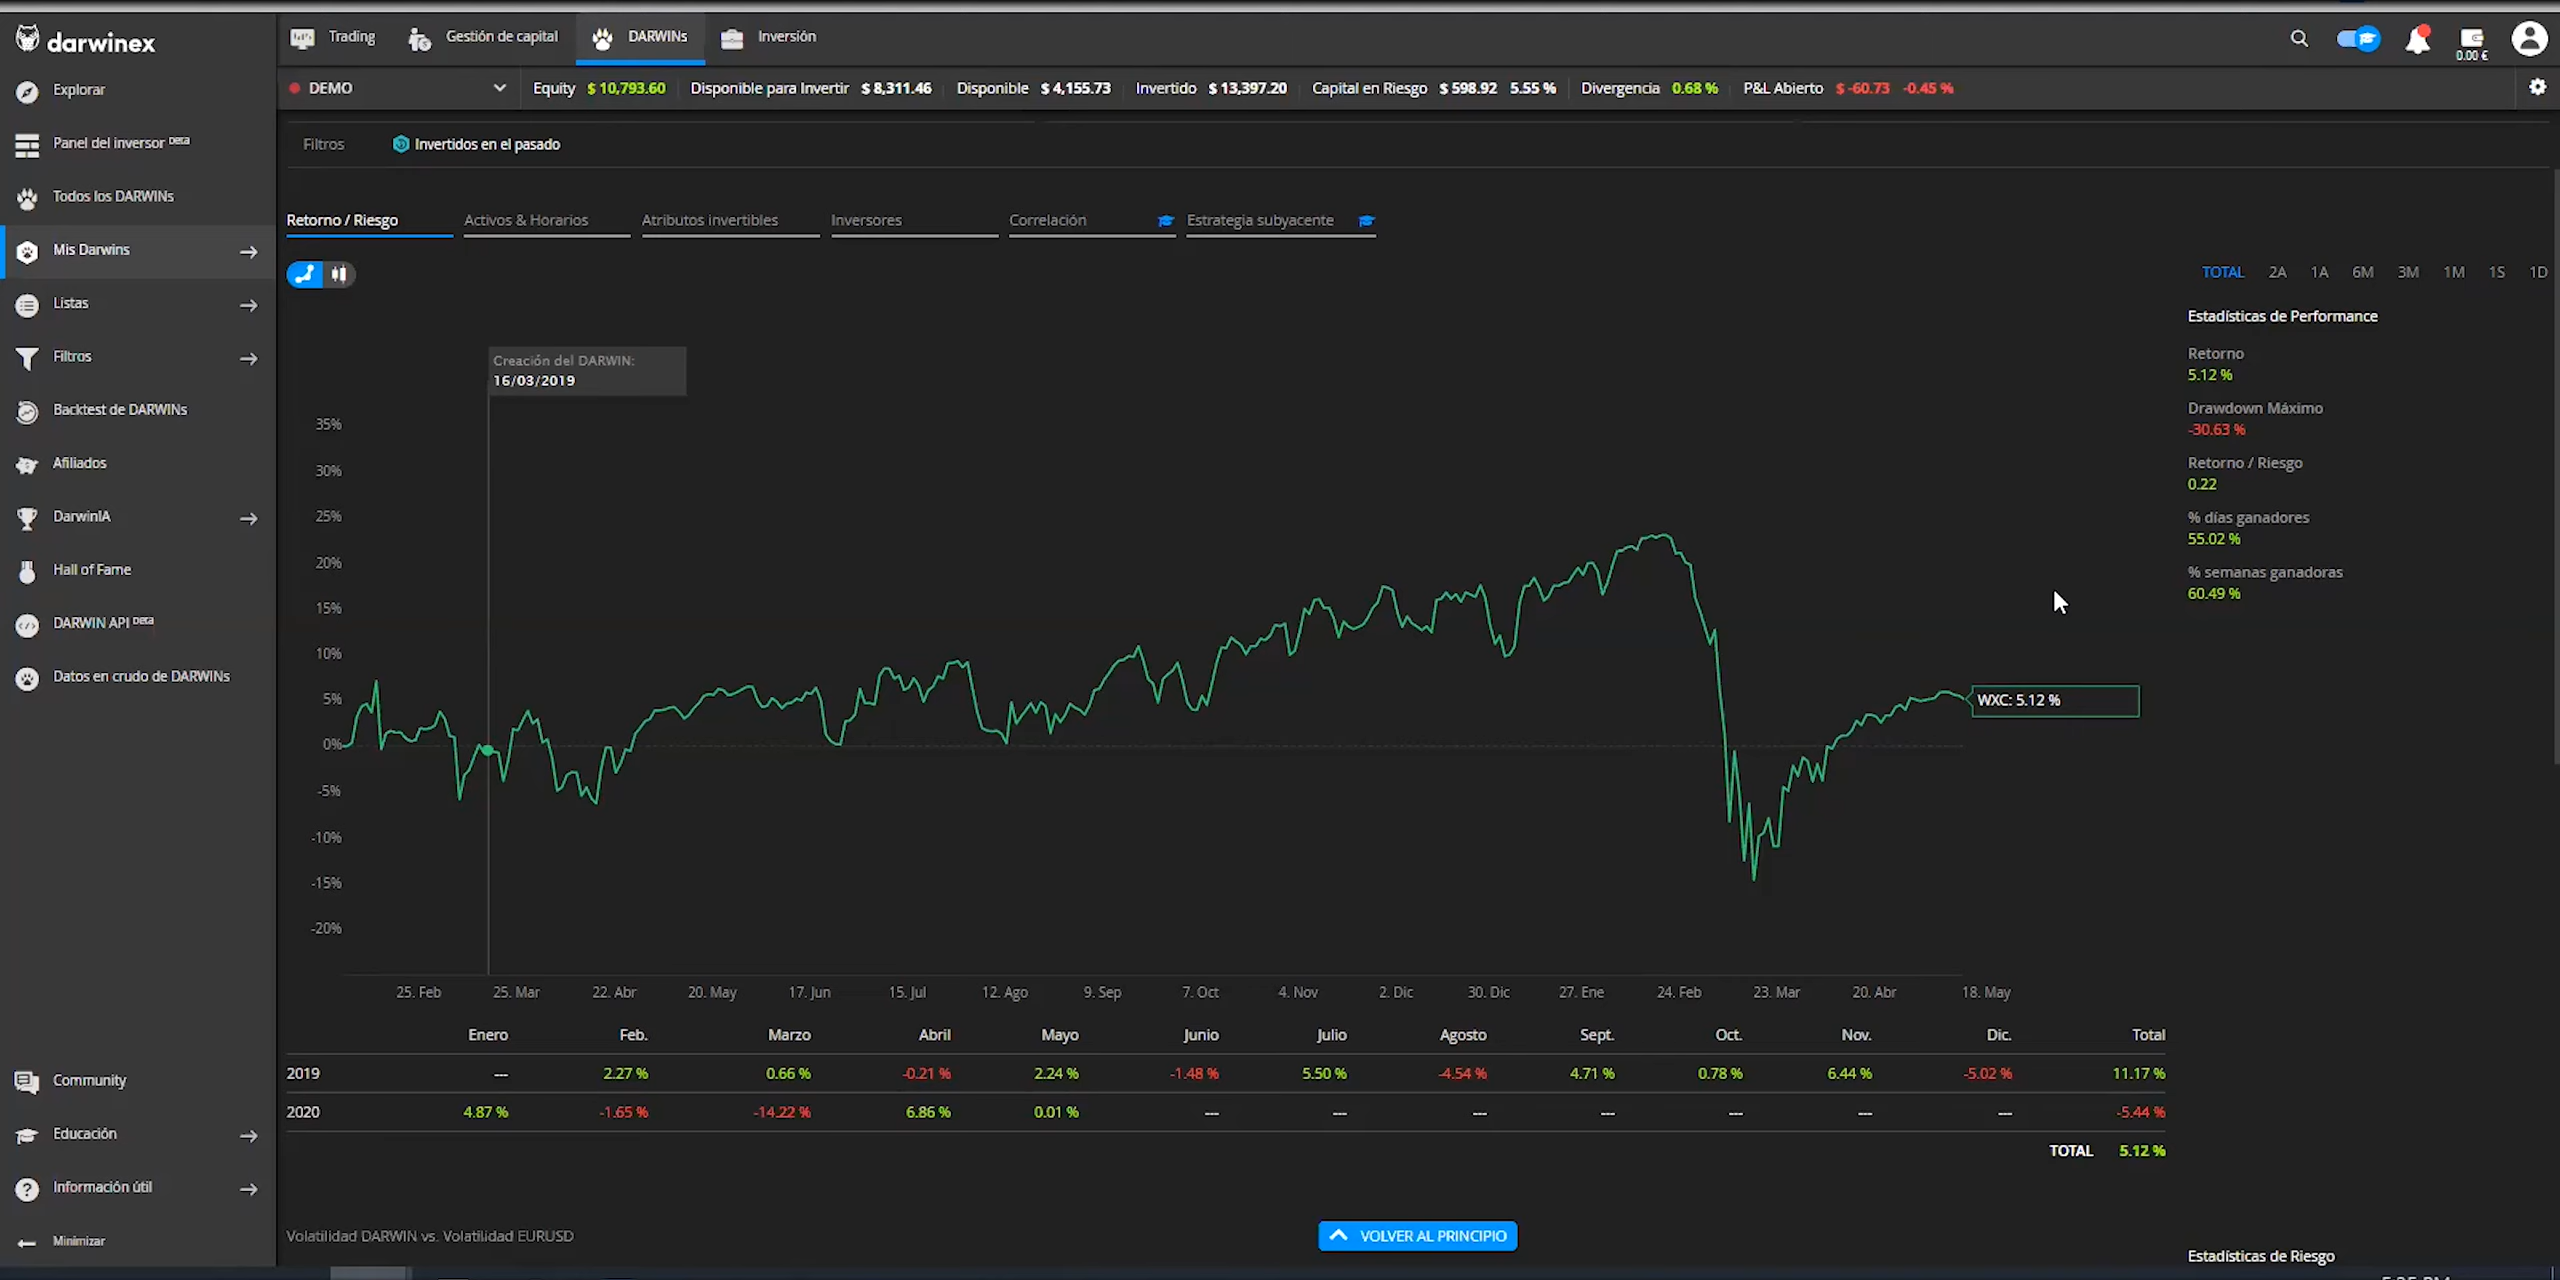 darwinex
Trading
Gestión de capital
DARWINs
Inversión
0.00 €
DEMO
Equity $ 10,793.60
Disponible para Invertir $ 8,311.46
Disponible $ 4,155.73
Invertido $ 13,397.20
Capital en Riesgo $ 598.92 5.55 %
Divergencia 0.68 %
P&L Abierto $ -60.73 -0.45 %
Explorar
Panel del inversor beta
Todos los DARWINs
Mis Darwins
Listas
Filtros
Backtest de DARWINs
Afiliados
DarwinIA
Hall of Fame
DARWIN API beta
Datos en crudo de DARWINs
Community
Educación
Información útil
Minimizar
Filtros
Invertidos en el pasado
Retorno / Riesgo
Activos & Horarios
Atributos invertibles
Inversores
Correlación
Estrategia subyacente
TOTAL 2A 1A 6M 3M 1M 1S 1D
Estadísticas de Performance
Retorno
5.12 %
Drawdown Máximo
-30.63 %
Retorno / Riesgo
0.22
% días ganadores
55.02 %
% semanas ganadoras
60.49 %
Creación del DARWIN:
16/03/2019
35%
30%
25%
20%
15%
10%
5%
0%
-5%
-10%
-15%
-20%
WXC: 5.12 %
25. Feb 25. Mar 22. Abr 20. May 17. Jun 15. Jul 12. Ago 9. Sep 7. Oct 4. Nov 2. Dic 30. Dic 27. Ene 24. Feb 23. Mar 20. Abr 18. May
Enero Feb. Marzo Abril Mayo Junio Julio Agosto Sept. Oct. Nov. Dic. Total
2019 --- 2.27 % 0.66 % -0.21 % 2.24 % -1.48 % 5.50 % -4.54 % 4.71 % 0.78 % 6.44 % -5.02 % 11.17 %
2020 4.87 % -1.65 % -14.22 % 6.86 % 0.01 % --- --- --- --- --- --- --- -5.44 %
TOTAL 5.12 %
Volatilidad DARWIN vs. Volatilidad EURUSD
VOLVER AL PRINCIPIO
Estadísticas de Riesgo